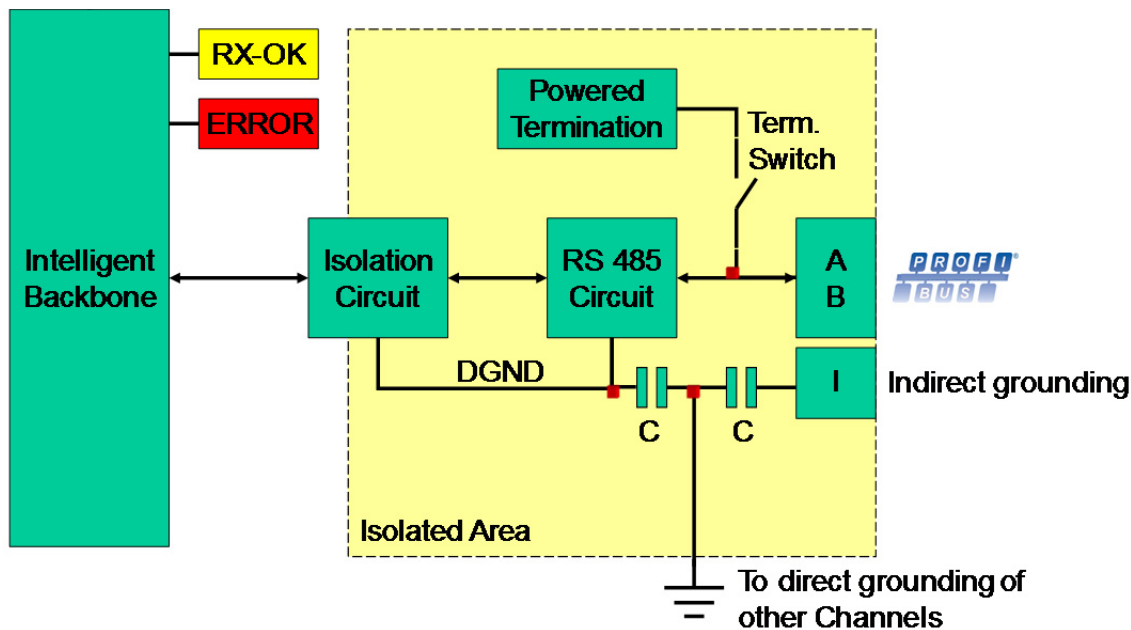 RX-OK
ERROR
Intelligent
Backbone
Powered
Termination
Term.
Switch
Isolation
Circuit
RS 485
Circuit
A
B
PROFI®
BUS
DGND
C
C
I
Indirect grounding
Isolated Area
To direct grounding of
other Channels